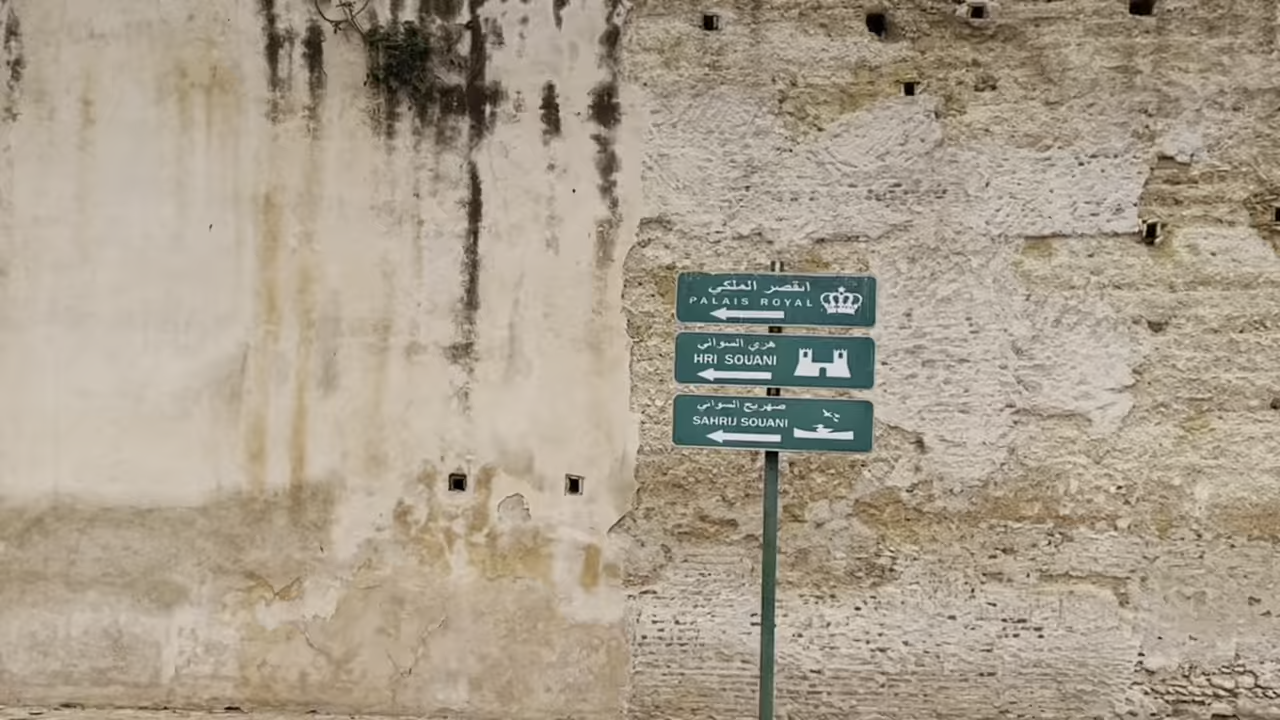 القصر الملكي
PALAIS ROYAL
هري السواني
HRI SOUANI
صهريج السواني
SAHRIJ SOUANI